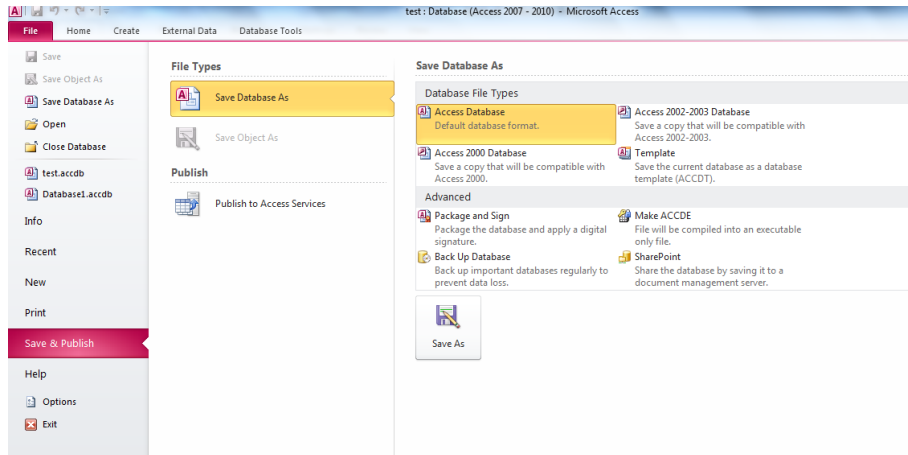 test : Database (Access 2007 - 2010) - Microsoft Access
File Home Create External Data Database Tools
Save
Save Object As
Save Database As
Open
Close Database
test.accdb
Database1.accdb
Info
Recent
New
Print
Save & Publish
Help
Options
Exit
File Types
Save Database As
Save Object As
Publish
Publish to Access Services
Save Database As
Database File Types
Access Database
Default database format.
Access 2002-2003 Database
Save a copy that will be compatible with
Access 2002-2003.
Access 2000 Database
Save a copy that will be compatible with
Access 2000.
Template
Save the current database as a database
template (ACCDT).
Advanced
Package and Sign
Package the database and apply a digital
signature.
Make ACCDE
File will be compiled into an executable
only file.
Back Up Database
Back up important databases regularly to
prevent data loss.
SharePoint
Share the database by saving it to a
document management server.
Save As